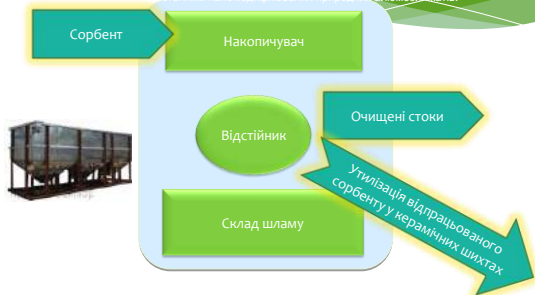 Сорбент
Накопичувач
Відстійник
Очищені стоки
Утилізація відпрацьованого
сорбенту у керамічних шихтах
Склад шламу